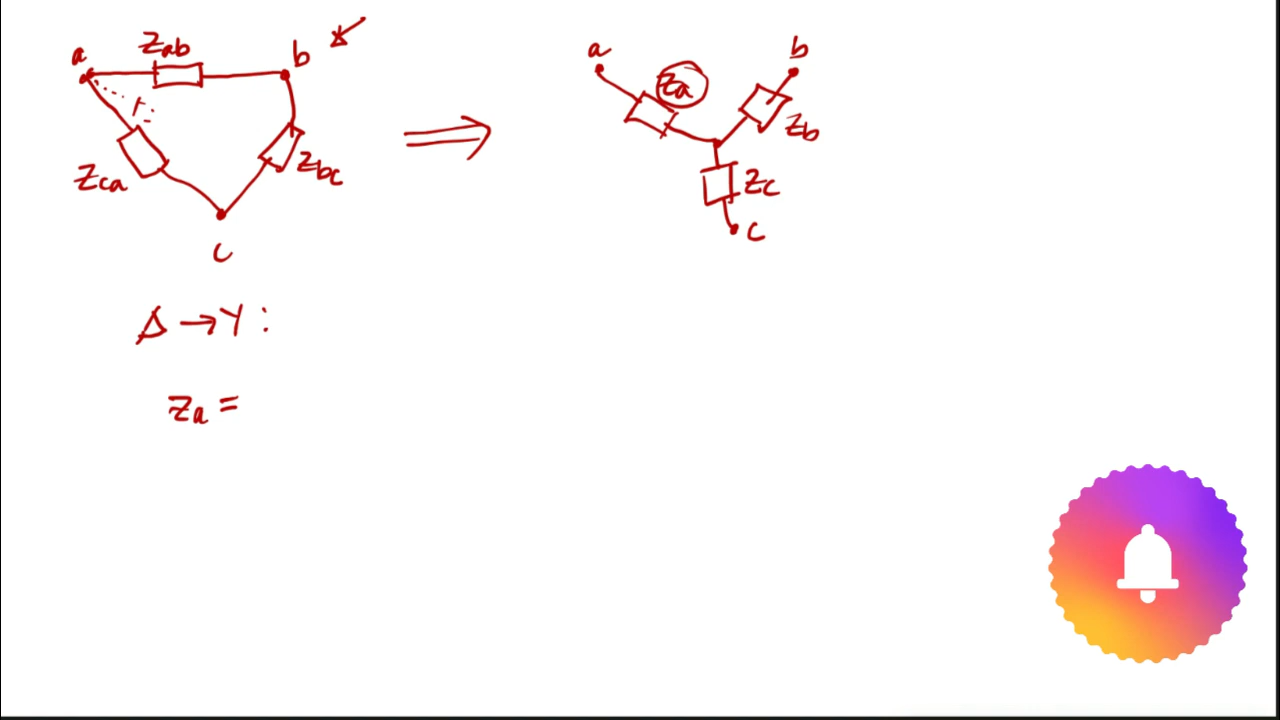 a
Zab
b
Zca
Zbc
c
a
Za
b
Zb
Zc
c
Δ → Y :
Za =